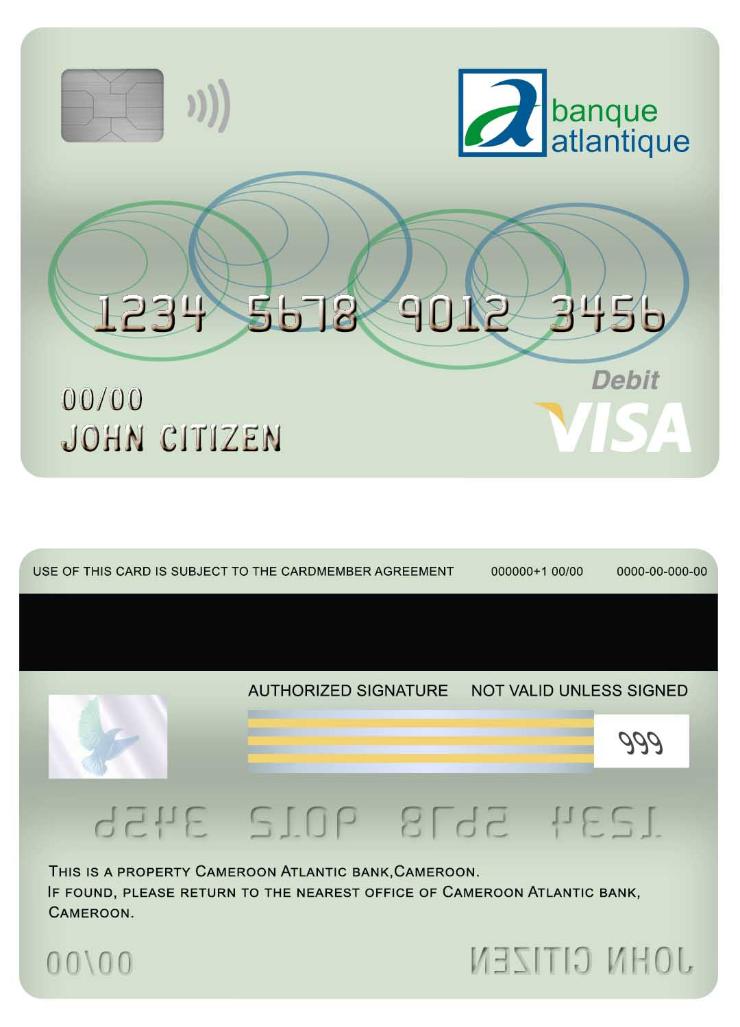 banque
atlantique
1234 5678 9012 3456
Debit
00/00
VISA
JOHN CITIZEN
USE OF THIS CARD IS SUBJECT TO THE CARDMEMBER AGREEMENT 000000+1 00/00 0000-00-000-00
AUTHORIZED SIGNATURE NOT VALID UNLESS SIGNED
999
1234 5678 9012 3456
THIS IS A PROPERTY CAMEROON ATLANTIC BANK,CAMEROON.
IF FOUND, PLEASE RETURN TO THE NEAREST OFFICE OF CAMEROON ATLANTIC BANK,
CAMEROON.
00/00 JOHN CITIZEN